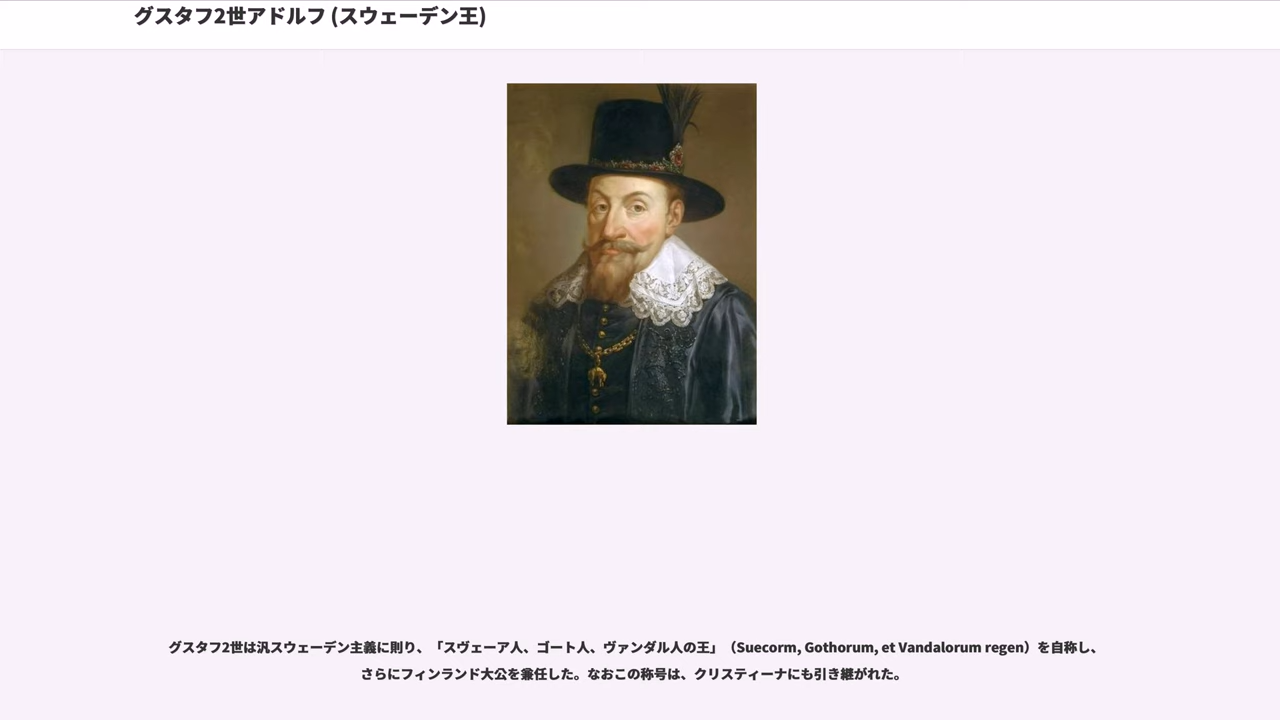 グスタフ2世アドルフ (スウェーデン王)
グスタフ2世は汎スウェーデン主義に則り、「スヴェーア人、ゴート人、ヴァンダル人の王」（Suecorm, Gothorum, et Vandalorum regen）を自称し、
さらにフィンランド大公を兼任した。なおこの称号は、クリスティーナにも引き継がれた。